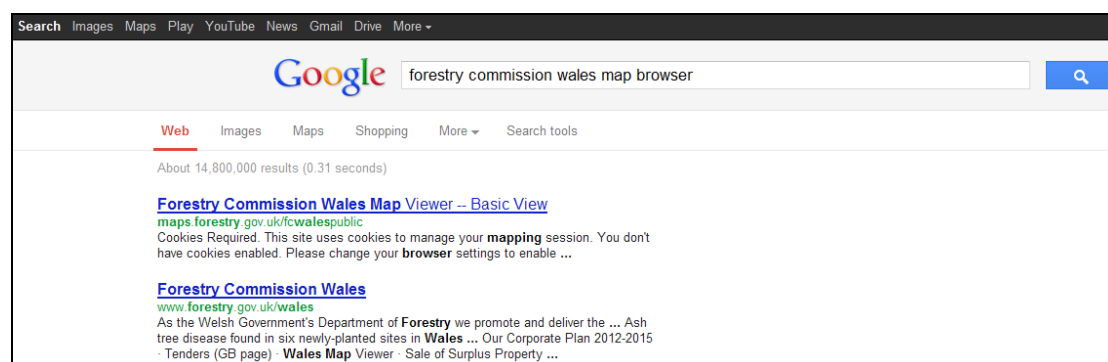 Search Images Maps Play YouTube News Gmail Drive More
Google forestry commission wales map browser
Web Images Maps Shopping More Search tools
About 14,800,000 results (0.31 seconds)
Forestry Commission Wales Map Viewer -- Basic View
maps.forestry.gov.uk/fcwalespublic
Cookies Required. This site uses cookies to manage your mapping session. You don't
have cookies enabled. Please change your browser settings to enable ...
Forestry Commission Wales
www.forestry.gov.uk/wales
As the Welsh Government's Department of Forestry we promote and deliver the ... Ash
tree disease found in six newly-planted sites in Wales ... Our Corporate Plan 2012-2015
· Tenders (GB page) · Wales Map Viewer · Sale of Surplus Property ...